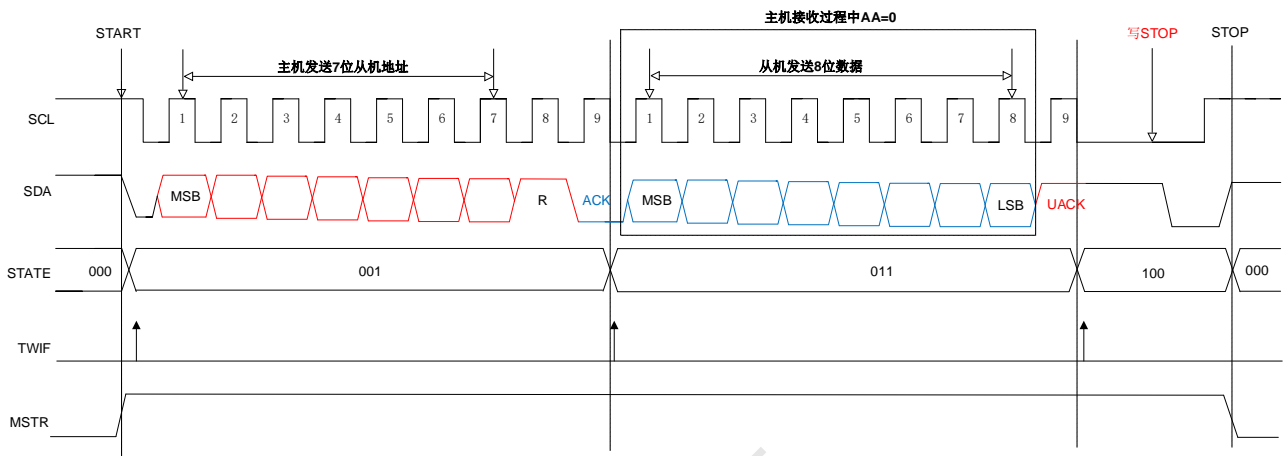 主机接收过程中AA=0
START
写STOP
STOP
主机发送7位从机地址
从机发送8位数据
SCL
1 2 3 4 5 6 7 8 9 1 2 3 4 5 6 7 8 9
SDA
MSB R ACK MSB LSB UACK
STATE
000 001 011 100 000
TWIF
MSTR